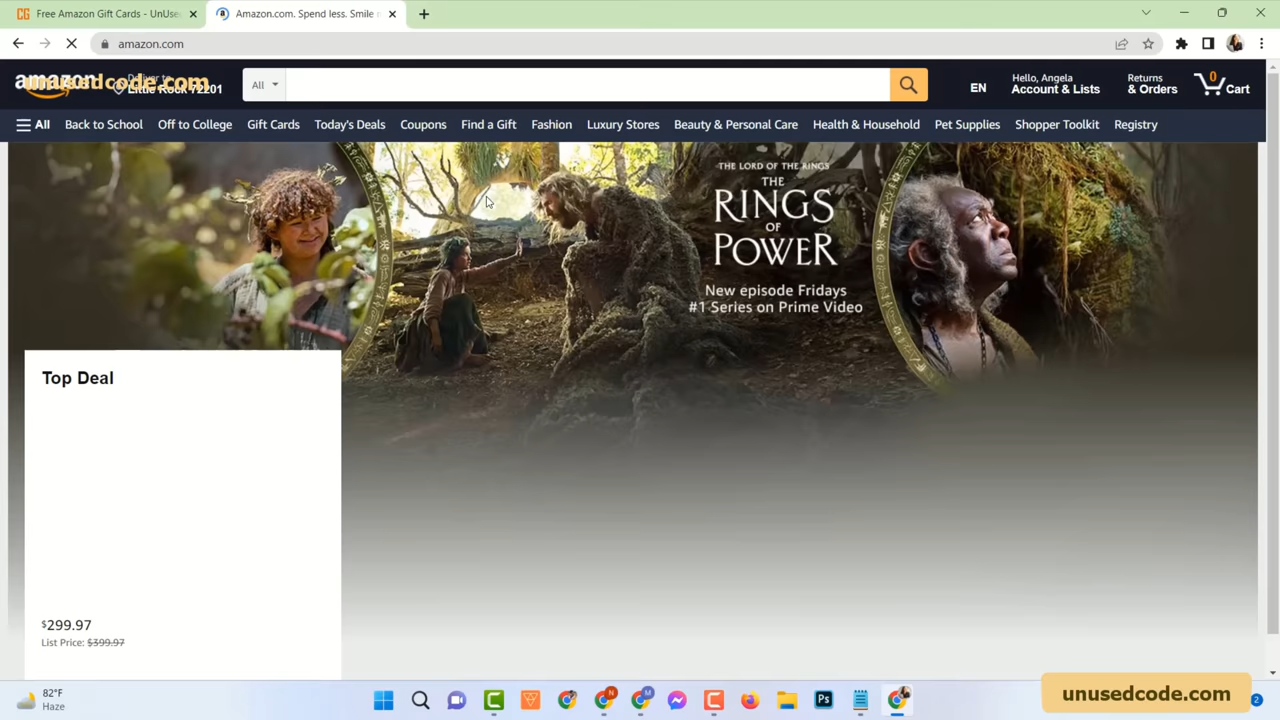 Free Amazon Gift Cards - UnUse
Amazon.com. Spend less. Smile
amazon.com
amazon
unusedcode.com
Deliver to
Little Rock 72201
All
EN
Hello, Angela
Account & Lists
Returns
& Orders
0
Cart
All
Back to School
Off to College
Gift Cards
Today's Deals
Coupons
Find a Gift
Fashion
Luxury Stores
Beauty & Personal Care
Health & Household
Pet Supplies
Shopper Toolkit
Registry
THE LORD OF THE RINGS
THE
RINGS
OF
POWER
New episode Fridays
#1 Series on Prime Video
Top Deal
$299.97
List Price: $399.97
82°F
Haze
N
M
Ps
2
unusedcode.com